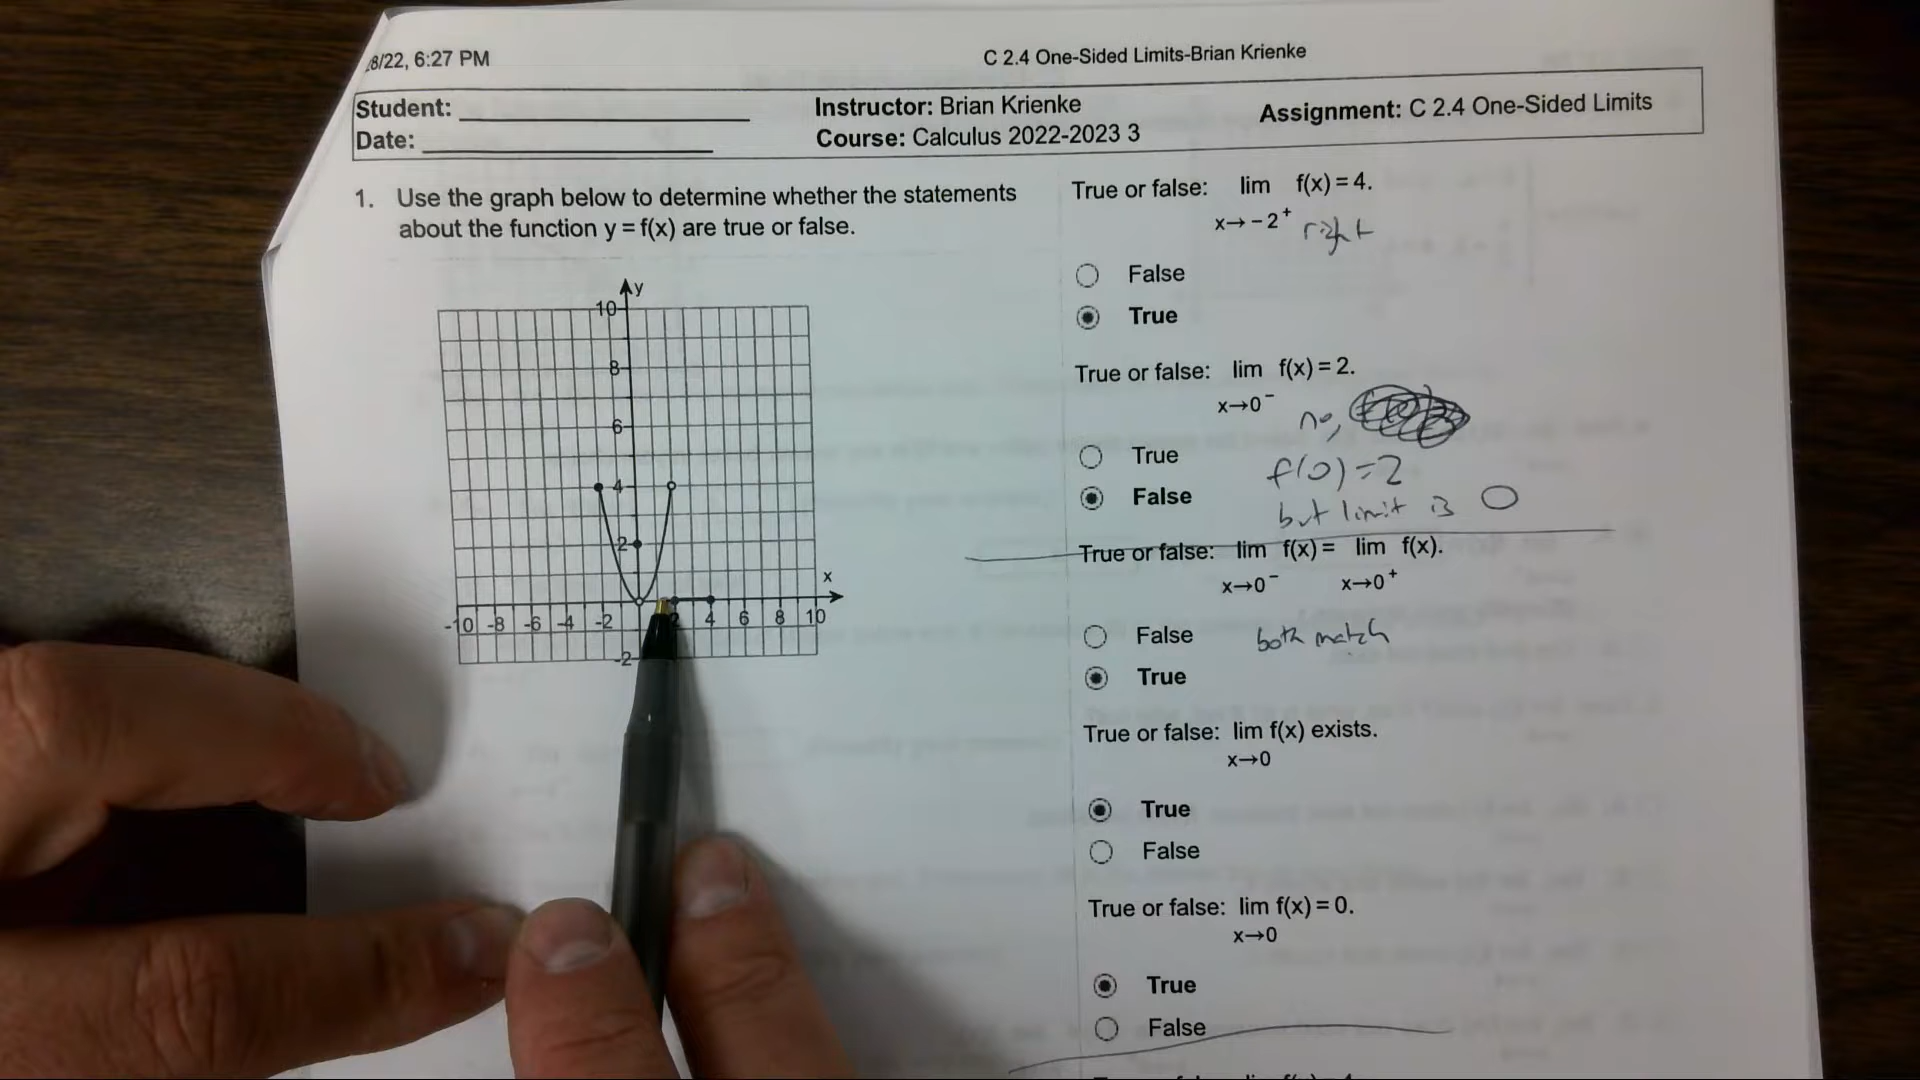 8/22, 6:27 PM
C 2.4 One-Sided Limits-Brian Krienke
Student:
Instructor: Brian Krienke
Assignment: C 2.4 One-Sided Limits
Date:
Course: Calculus 2022-2023 3
1. Use the graph below to determine whether the statements
about the function y = f(x) are true or false.
y
10
8
6
4
2
x
-10 -8 -6 -4 -2 2 4 6 8 10
-2
True or false: lim f(x) = 4.
x→ - 2⁺ right
False
True
True or false: lim f(x) = 2.
x→0⁻
no,
True
f(0) = 2
False
but limit is 0
True or false: lim f(x) = lim f(x).
x→0⁻ x→0⁺
False both match
True
True or false: lim f(x) exists.
x→0
True
False
True or false: lim f(x) = 0.
x→0
True
False